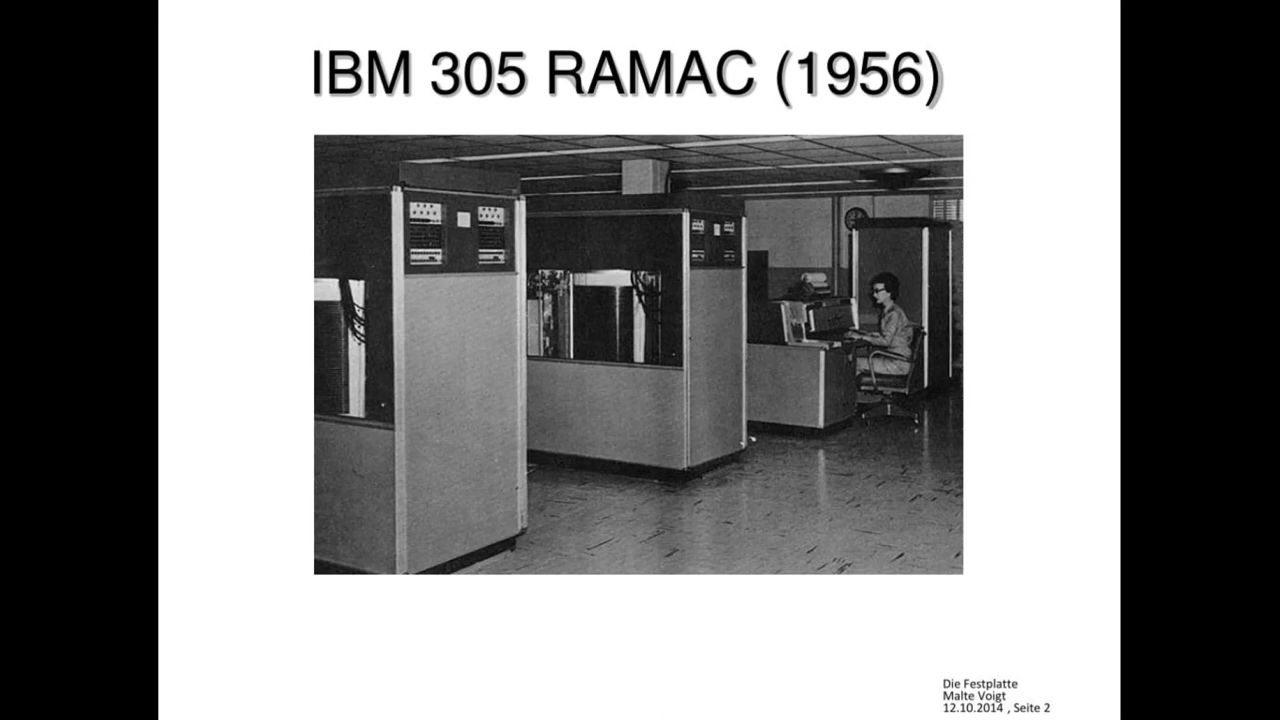 IBM 305 RAMAC (1956)
Die Festplatte
Malte Voigt
12.10.2014 , Seite 2